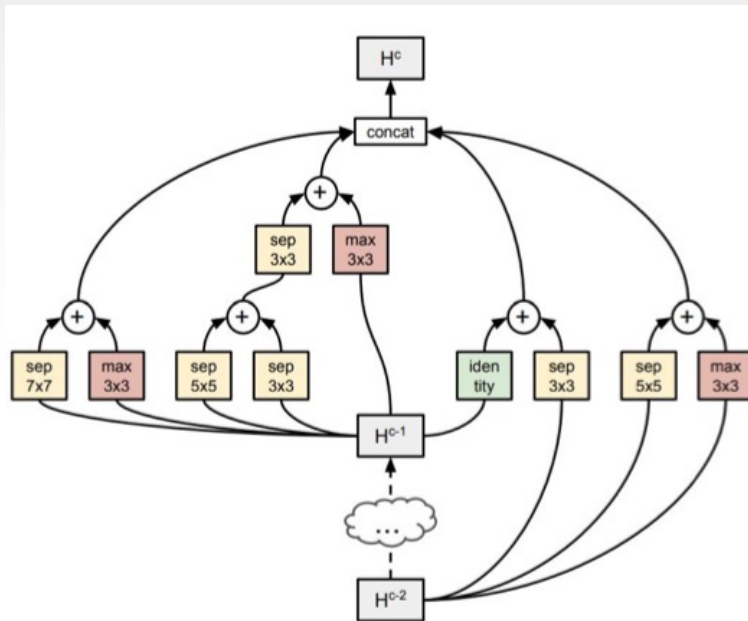 H^c
concat
+
sep
3x3
max
3x3
+
+
+
+
sep
7x7
max
3x3
sep
5x5
sep
3x3
iden
tity
sep
3x3
sep
5x5
max
3x3
H^c-1
...
H^c-2